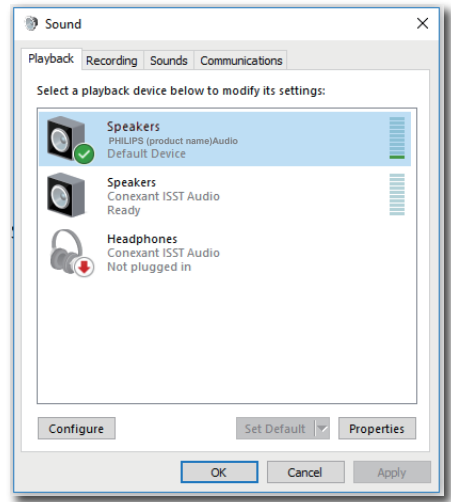 Sound
Playback Recording Sounds Communications
Select a playback device below to modify its settings:
Speakers
PHILIPS (product name)Audio
Default Device
Speakers
Conexant ISST Audio
Ready
Headphones
Conexant ISST Audio
Not plugged in
Configure Set Default Properties
OK Cancel Apply